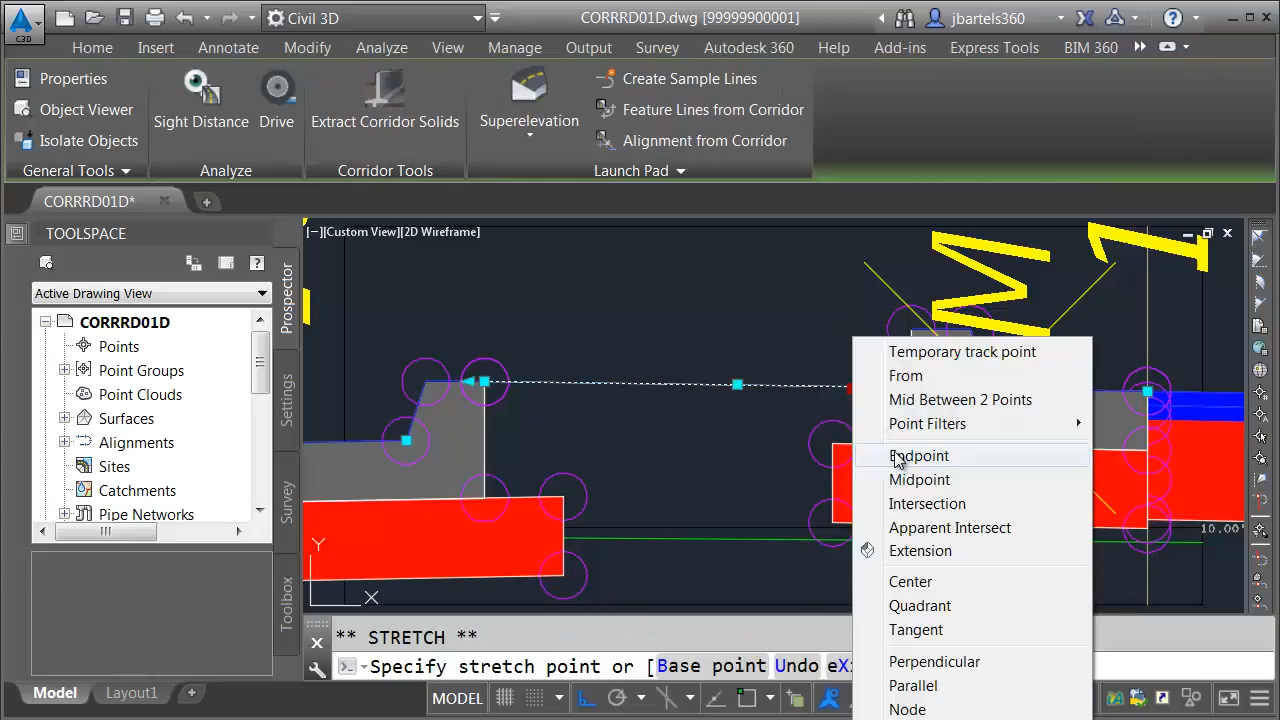 Civil 3D
CORRRD01D.dwg [99999900001]
jbartels360
C3D
Home Insert Annotate Modify Analyze View Manage Output Survey Autodesk 360 Help Add-ins Express Tools BIM 360
Properties
Object Viewer
Isolate Objects
General Tools
Sight Distance
Drive
Analyze
Extract Corridor Solids
Corridor Tools
Superelevation
Create Sample Lines
Feature Lines from Corridor
Alignment from Corridor
Launch Pad
CORRRD01D*
TOOLSPACE
Active Drawing View
CORRRD01D
Points
Point Groups
Point Clouds
Surfaces
Alignments
Sites
Catchments
Pipe Networks
Prospector
Settings
Survey
Toolbox
[−][Custom View][2D Wireframe]
M
1
10.00'
Y
X
Temporary track point
From
Mid Between 2 Points
Point Filters
Endpoint
Midpoint
Intersection
Apparent Intersect
Extension
Center
Quadrant
Tangent
Perpendicular
Parallel
Node
** STRETCH **
Specify stretch point or [Base point Undo eXi
Model
Layout1
MODEL